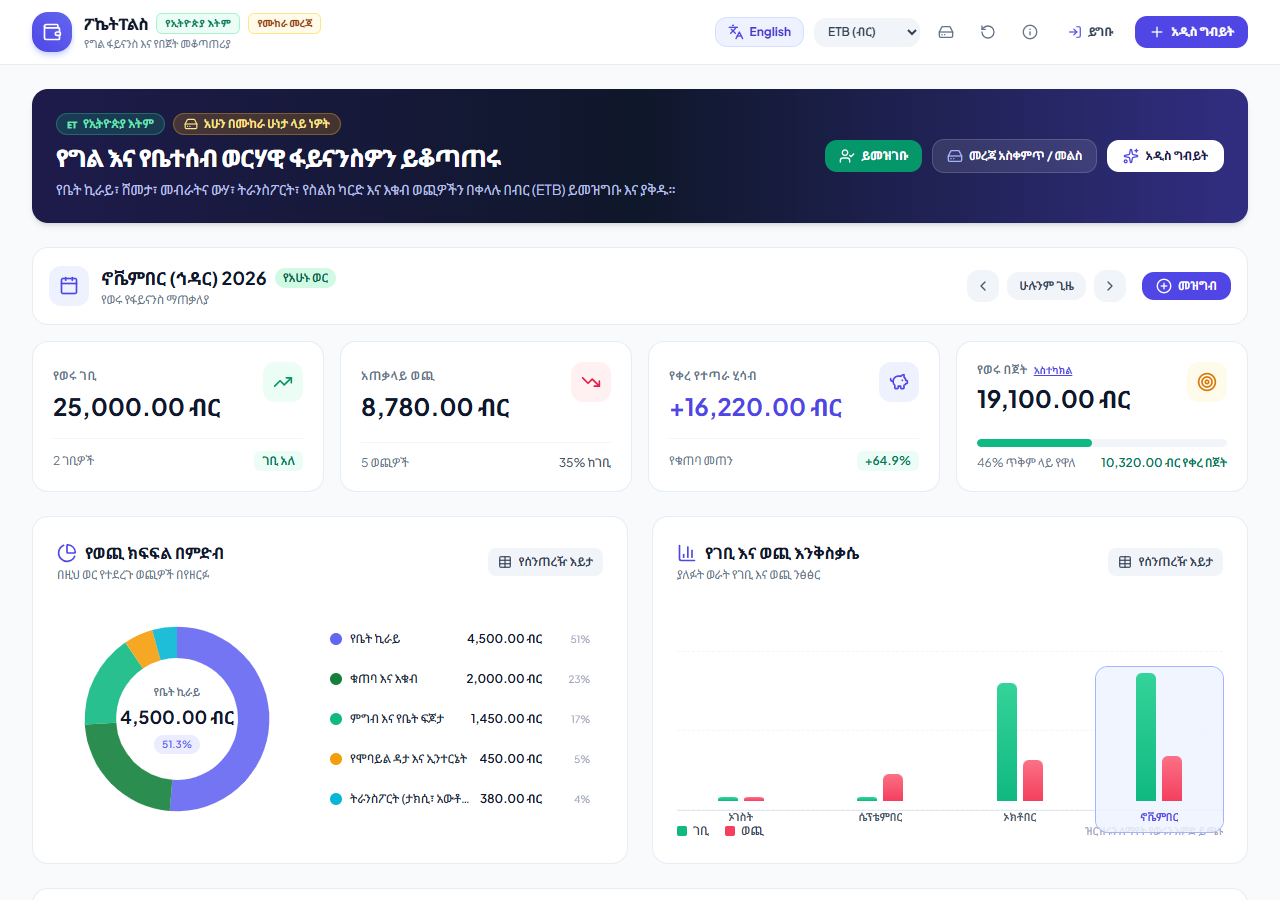 ፖኬትፐልስ የኢትዮጵያ እትም የሙከራ መረጃ
የግል ፋይናንስ እና የበጀት መቆጣጠሪያ
English ETB (ብር) ይግቡ አዲስ ግብይት
ET የኢትዮጵያ እትም አሁን በሙከራ ሁነታ ላይ ነዎት
የግል እና የቤተሰብ ወርሃዊ ፋይናንስዎን ይቆጣጠሩ
የቤት ኪራይ፣ ሸመታ፣ መብራትና ውሃ፣ ትራንስፖርት፣ የስልክ ካርድ እና እቁብ ወጪዎችን በቀላሉ በብር (ETB) ይመዝግቡ እና ያቅዱ።
ይመዝገቡ መረጃ አስቀምጥ / መልስ አዲስ ግብይት
ኖቬምበር (ኅዳር) 2026 የአሁኑ ወር
የወሩ የፋይናንስ ማጠቃለያ
ሁሉንም ጊዜ መዝግብ
የወሩ ገቢ
25,000.00 ብር
2 ገቢዎች ገቢ አለ
አጠቃላይ ወጪ
8,780.00 ብር
5 ወጪዎች 35% ከገቢ
የቀረ የተጣራ ሂሳብ
+16,220.00 ብር
የቁጠባ መጠን +64.9%
የወሩ በጀት አስተካክል
19,100.00 ብር
46% ጥቅም ላይ የዋለ 10,320.00 ብር የቀረ በጀት
የወጪ ክፍፍል በምድብ
በዚህ ወር የተደረጉ ወጪዎች በየዘርፉ
የሰንጠረዥ እይታ
የቤት ኪራይ
4,500.00 ብር
51.3%
የቤት ኪራይ 4,500.00 ብር 51%
ቁጠባ እና እቁብ 2,000.00 ብር 23%
ምግብ እና የቤት ፍጆታ 1,450.00 ብር 17%
የሞባይል ዳታ እና ኢንተርኔት 450.00 ብር 5%
ትራንስፖርት (ታክሲ፣ አውቶ... 380.00 ብር 4%
የገቢ እና ወጪ እንቅስቃሴ
ያለፉት ወራት የገቢ እና ወጪ ንፅፅር
የሰንጠረዥ እይታ
ኦገስት ሴፕቴምበር ኦክቶበር ኖቬምበር
ገቢ ወጪ